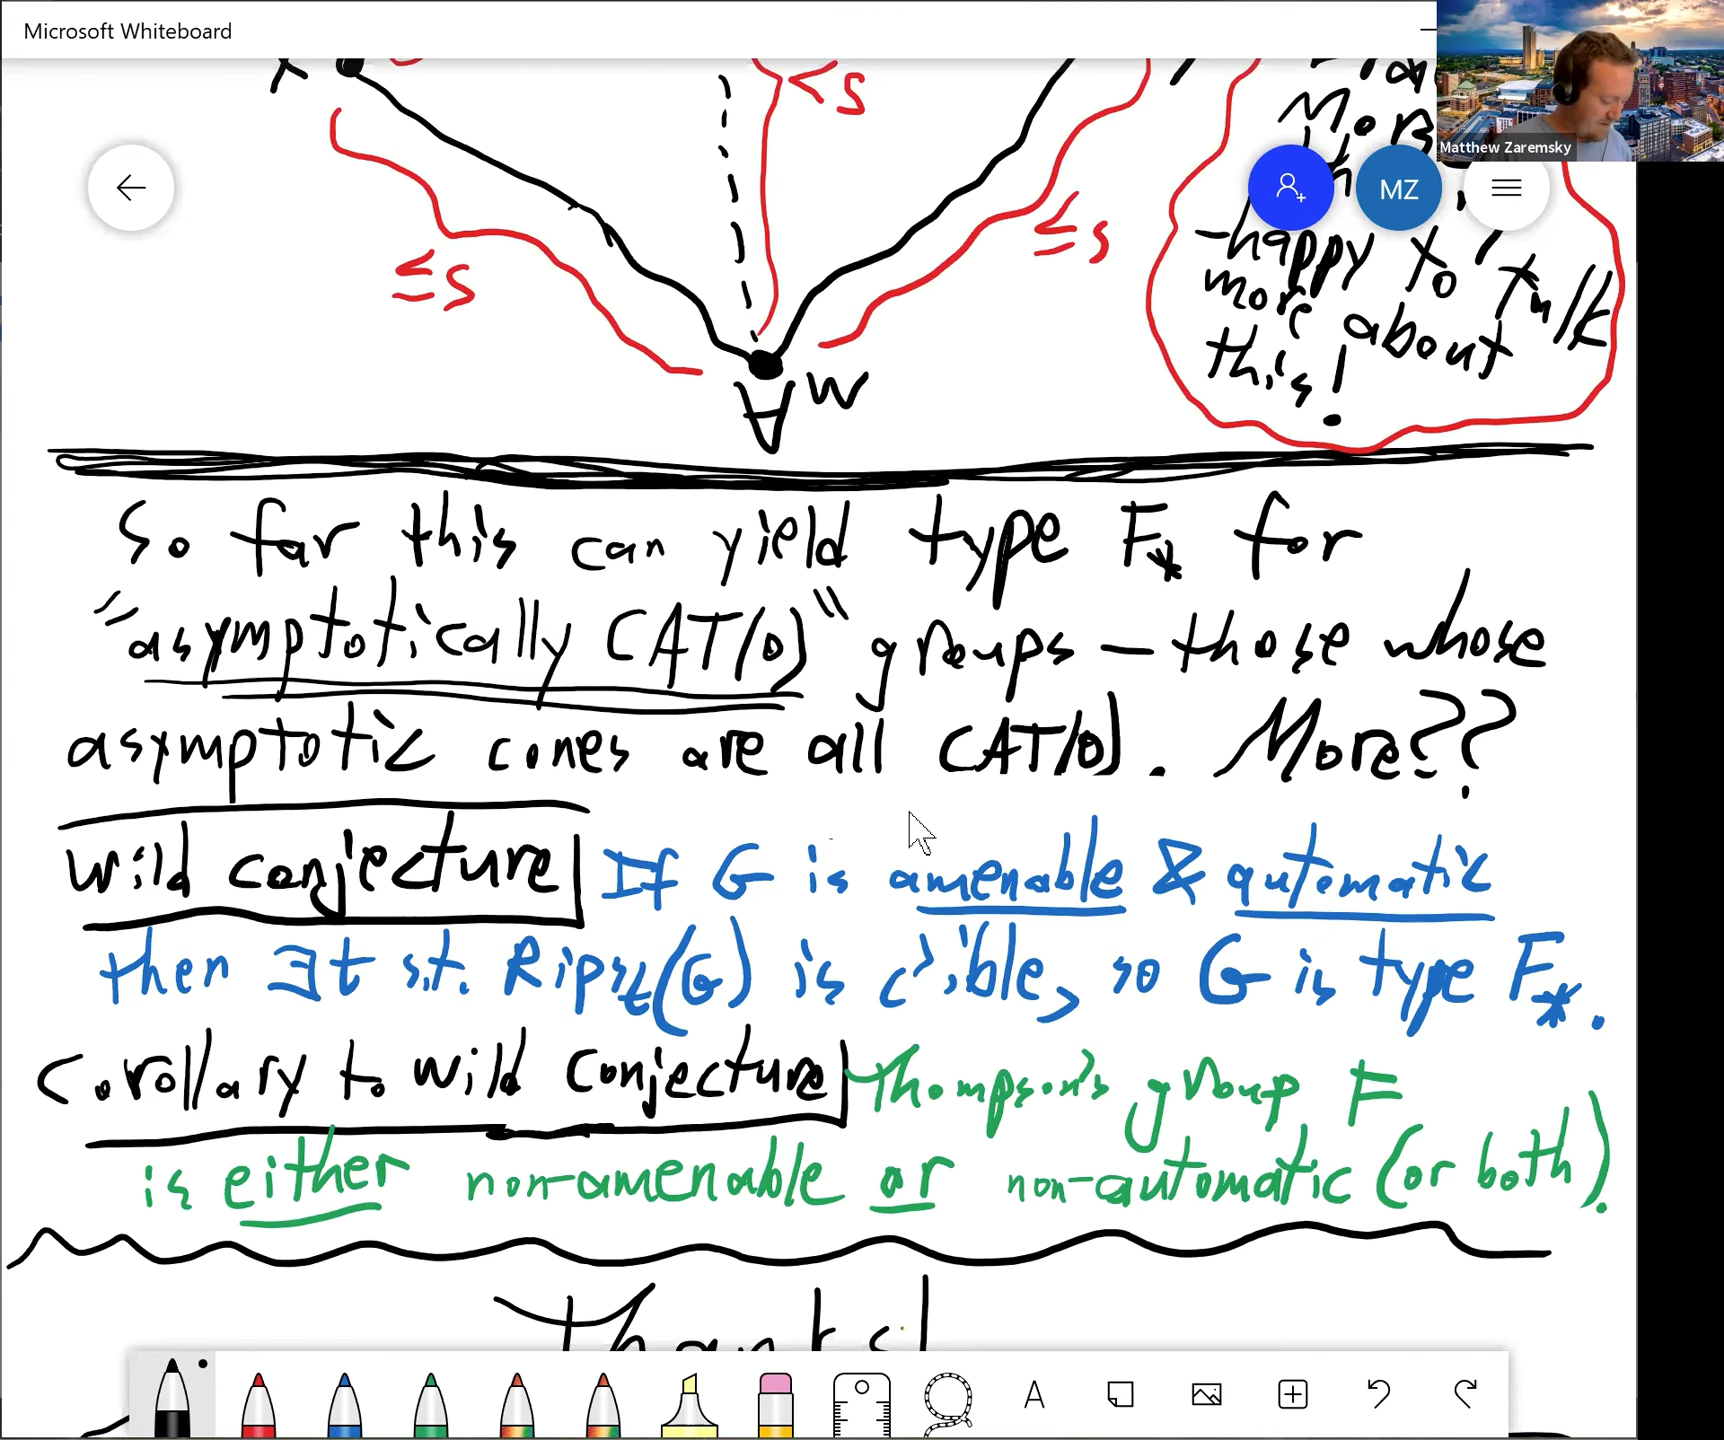 Microsoft Whiteboard
Matthew Zaremsky
MZ
<s
≤s
≤s
w
-happy to talk
more about
this!
So far this can yield type F* for
"asymptotically CAT(0)" groups – those whose
asymptotic cones are all CAT(0). More??
Wild conjecture If G is amenable & automatic
then ∃t s.t. Ripst(G) is c'ible, so G is type F*.
Corollary to wild conjecture Thompson's group F
is either non-amenable or non-automatic (or both).
Thanks!
A